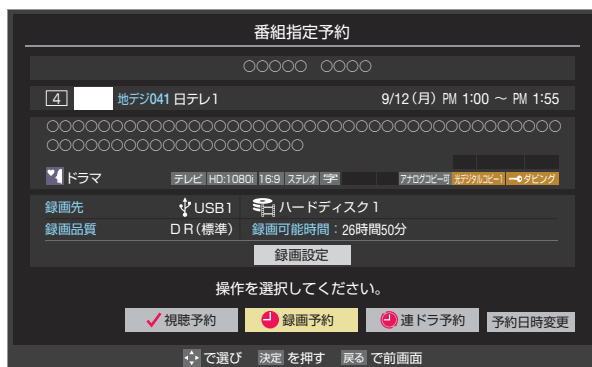 番組指定予約
○○○○○ ○○○○
4 地デジ041 日テレ1 9/12(月) PM 1:00 ～ PM 1:55
○○○○○○○○○○○○○○○○○○○○○○○○○○○○○○
○○○○○○○○○○○○○○○
ドラマ テレビ HD:1080i 16:9 ステレオ 字 アナログコピー可 光デジタルコピー1 ダビング
録画先 USB1 ハードディスク1
録画品質 DR(標準) 録画可能時間：26時間50分
録画設定
操作を選択してください。
視聴予約 録画予約 連ドラ予約 予約日時変更
で選び 決定 を押す 戻る で前画面